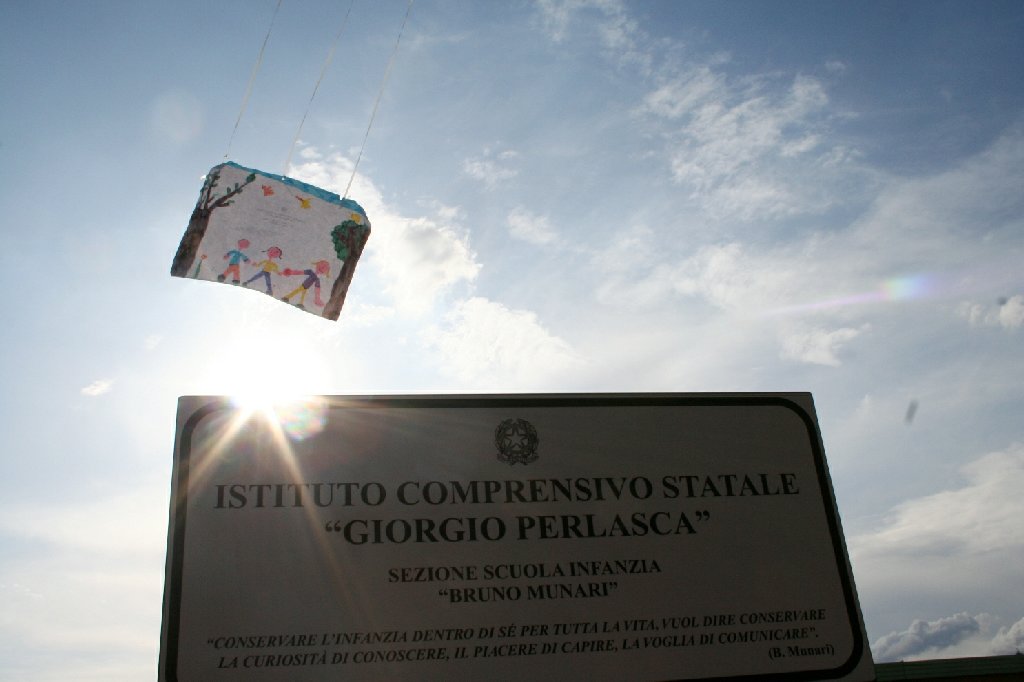 ISTITUTO COMPRENSIVO STATALE
“GIORGIO PERLASCA”
SEZIONE SCUOLA INFANZIA
“BRUNO MUNARI”
“CONSERVARE L'INFANZIA DENTRO DI SÉ PER TUTTA LA VITA, VUOL DIRE CONSERVARE
LA CURIOSITÀ DI CONOSCERE, IL PIACERE DI CAPIRE, LA VOGLIA DI COMUNICARE”.
(B. Munari)